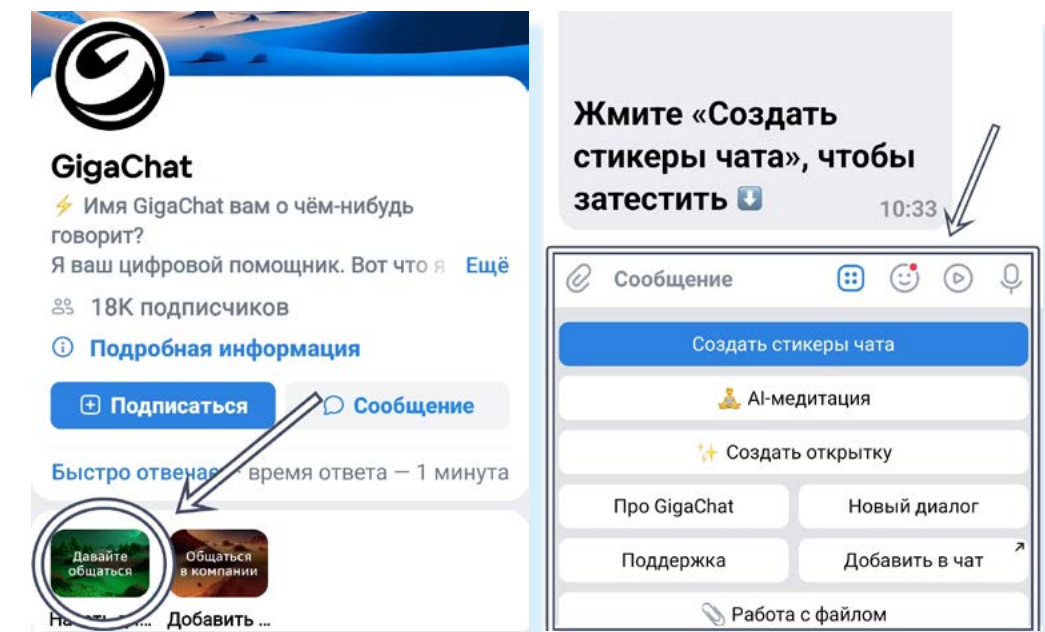 GigaChat
⚡ Имя GigaChat вам о чём-нибудь
говорит?
Я ваш цифровой помощник. Вот что я Ещё
18K подписчиков
Подробная информация
Подписаться
Сообщение
Быстро отвечае время ответа — 1 минута
Давайте
общаться
Общаться
в компании
Добавить ...
Жмите «Создать
стикеры чата», чтобы
затестить ⬇️
10:33
Сообщение
Создать стикеры чата
🧘 AI-медитация
✨ Создать открытку
Про GigaChat
Новый диалог
Поддержка
Добавить в чат
📎 Работа с файлом